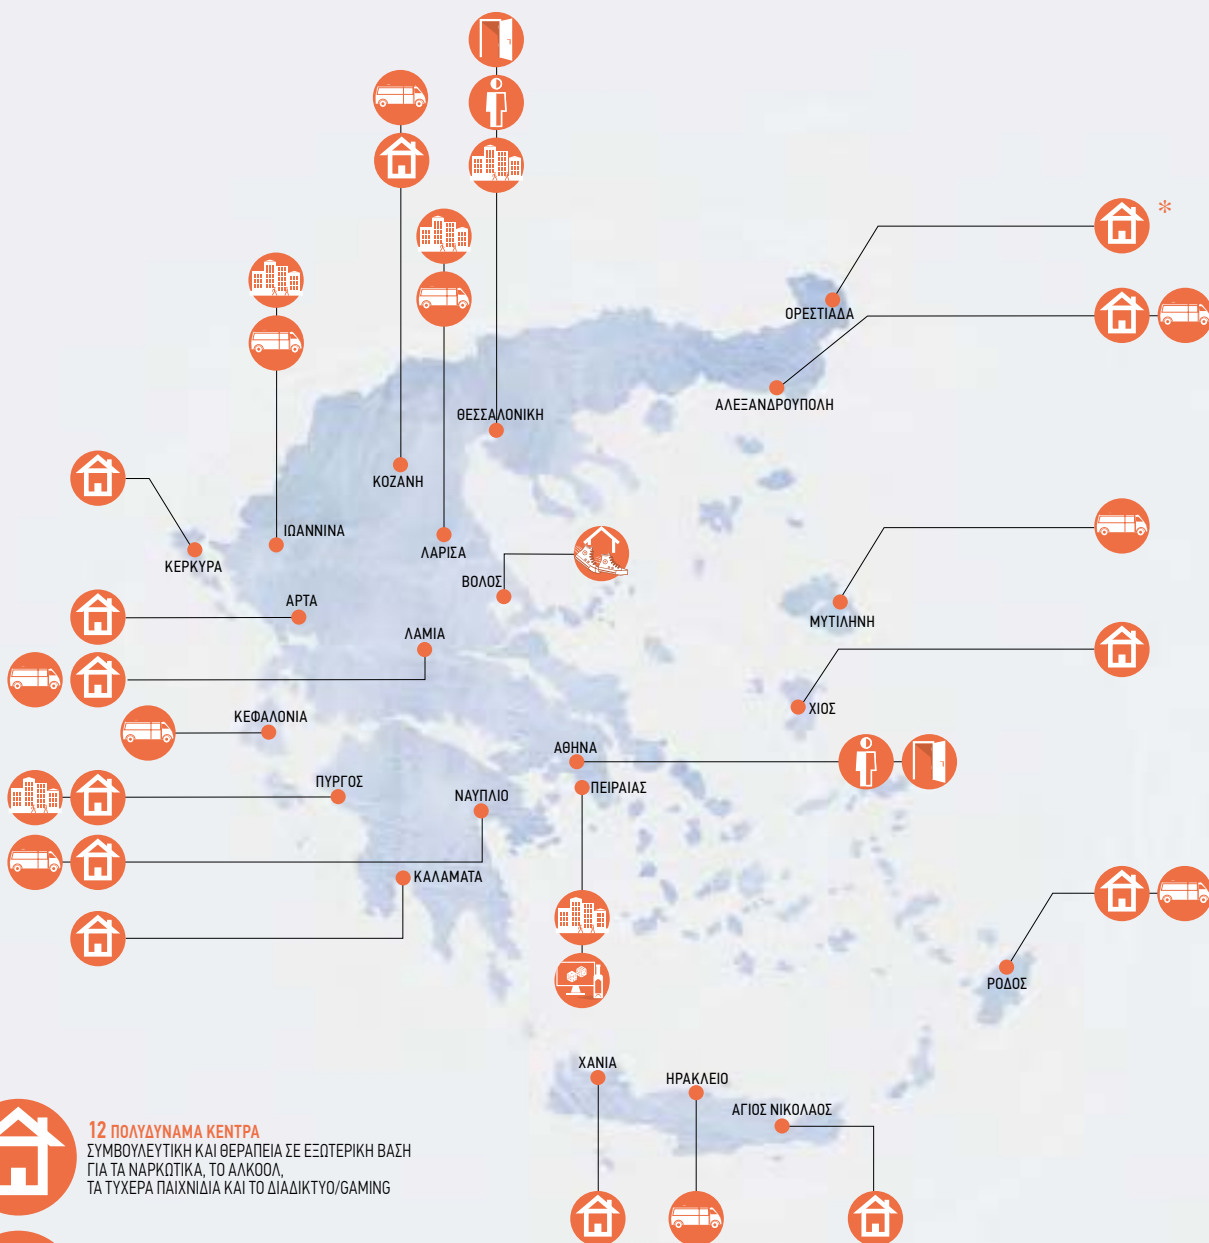 *
ΟΡΕΣΤΙΑΔΑ
ΑΛΕΞΑΝΔΡΟΥΠΟΛΗ
ΘΕΣΣΑΛΟΝΙΚΗ
ΚΟΖΑΝΗ
ΙΩΑΝΝΙΝΑ
ΛΑΡΙΣΑ
ΚΕΡΚΥΡΑ
ΒΟΛΟΣ
ΑΡΤΑ
ΜΥΤΙΛΗΝΗ
ΛΑΜΙΑ
ΧΙΟΣ
ΚΕΦΑΛΟΝΙΑ
ΑΘΗΝΑ
ΠΥΡΓΟΣ
ΝΑΥΠΛΙΟ
ΠΕΙΡΑΙΑΣ
ΚΑΛΑΜΑΤΑ
ΡΟΔΟΣ
ΧΑΝΙΑ
ΗΡΑΚΛΕΙΟ
ΑΓΙΟΣ ΝΙΚΟΛΑΟΣ
12 ΠΟΛΥΔΥΝΑΜΑ ΚΕΝΤΡΑ
ΣΥΜΒΟΥΛΕΥΤΙΚΗ ΚΑΙ ΘΕΡΑΠΕΙΑ ΣΕ ΕΞΩΤΕΡΙΚΗ ΒΑΣΗ
ΓΙΑ ΤΑ ΝΑΡΚΩΤΙΚΑ, ΤΟ ΑΛΚΟΟΛ,
ΤΑ ΤΥΧΕΡΑ ΠΑΙΧΝΙΔΙΑ ΚΑΙ ΤΟ ΔΙΑΔΙΚΤΥΟ/GAMING